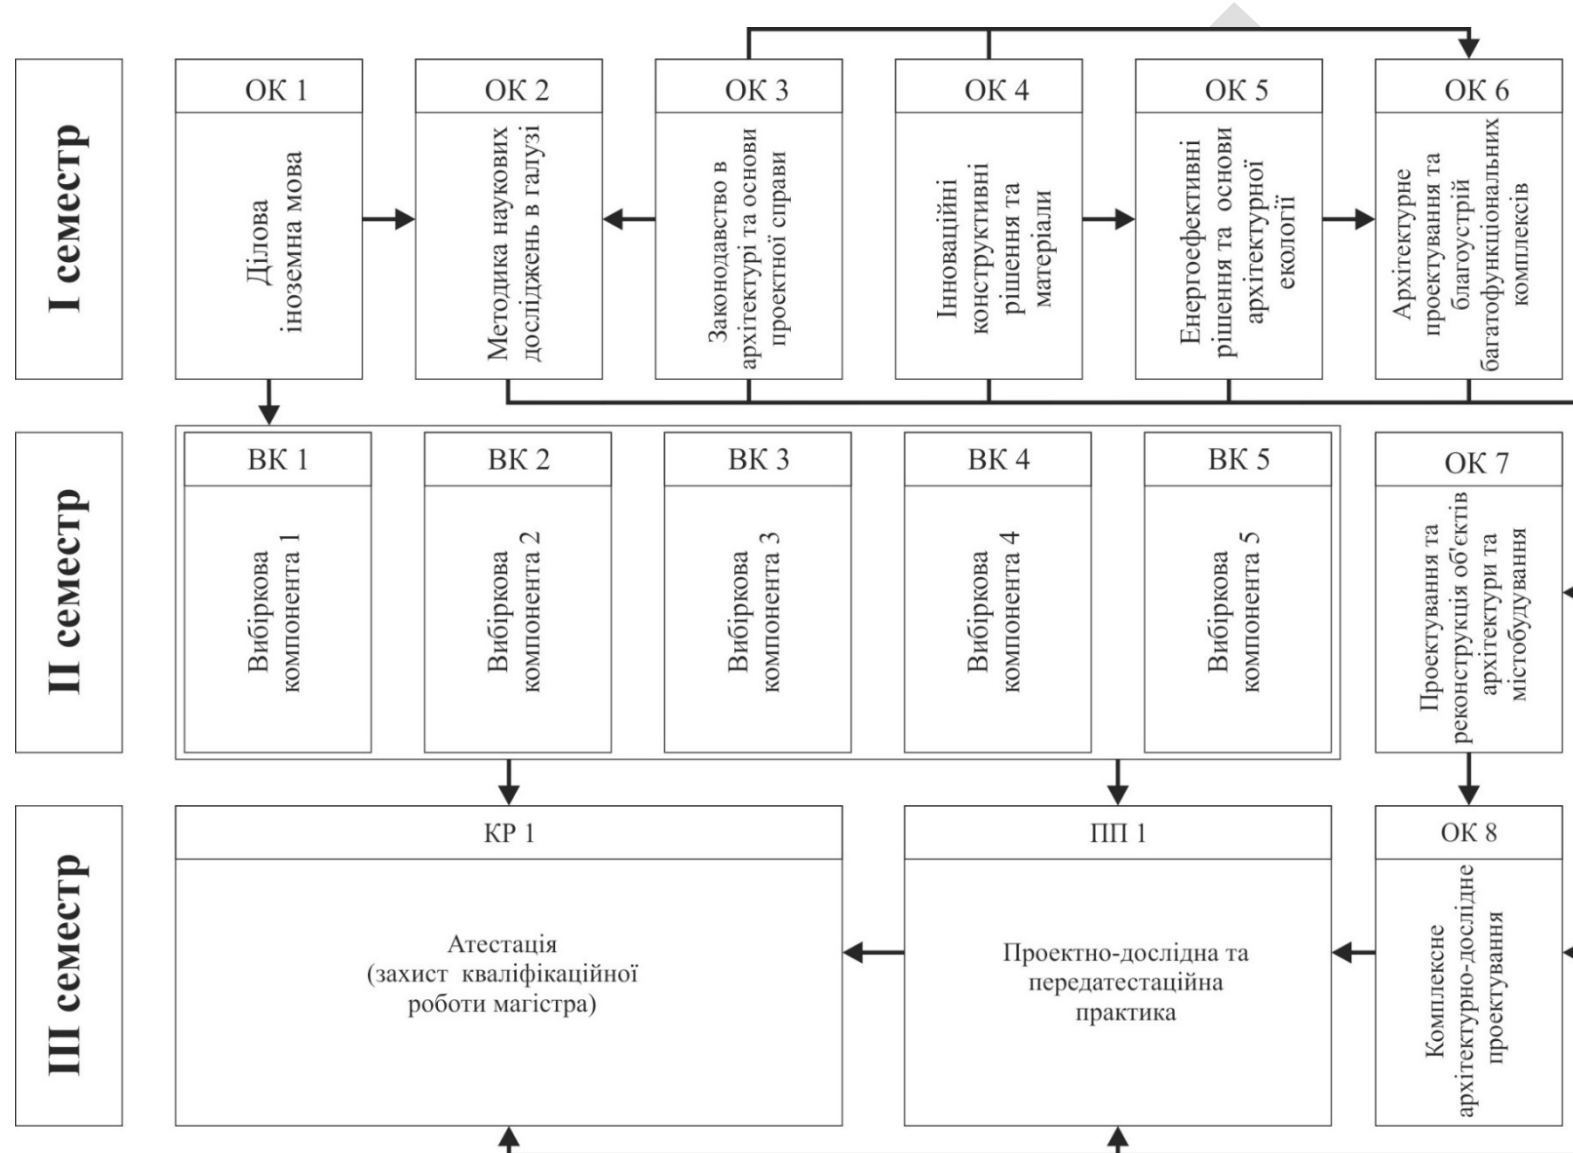 І семестр
ОК 1
Ділова
іноземна мова
ОК 2
Методика наукових
досліджень в галузі
ОК 3
Законодавство в
архітектурі та основи
проектної справи
ОК 4
Інноваційні
конструктивні
рішення та
матеріали
ОК 5
Енергоефективні
рішення та основи
архітектурної
екології
ОК 6
Архітектурне
проектування та
благоустрій
багатофункціональних
комплексів
ІІ семестр
ВК 1
Вибіркова
компонента 1
ВК 2
Вибіркова
компонента 2
ВК 3
Вибіркова
компонента 3
ВК 4
Вибіркова
компонента 4
ВК 5
Вибіркова
компонента 5
ОК 7
Проектування та
реконструкція об'єктів
архітектури та
містобудування
ІІІ семестр
КР 1
Атестація
(захист кваліфікаційної
роботи магістра)
ПП 1
Проектно-дослідна та
передатестаційна
практика
ОК 8
Комплексне
архітектурно-дослідне
проектування